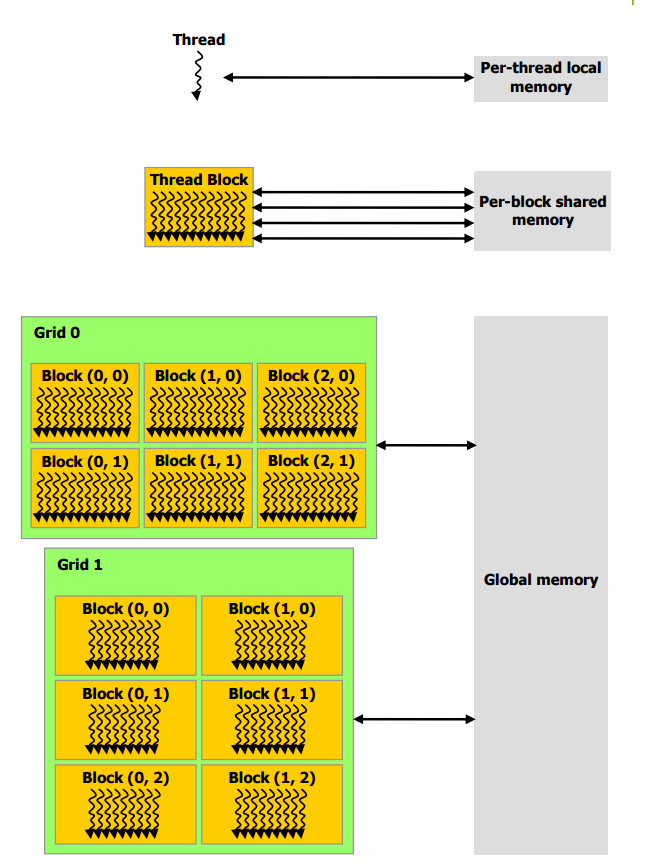 Thread
Per-thread local
memory
Thread Block
Per-block shared
memory
Grid 0
Block (0, 0)
Block (1, 0)
Block (2, 0)
Block (0, 1)
Block (1, 1)
Block (2, 1)
Grid 1
Block (0, 0)
Block (1, 0)
Block (0, 1)
Block (1, 1)
Block (0, 2)
Block (1, 2)
Global memory